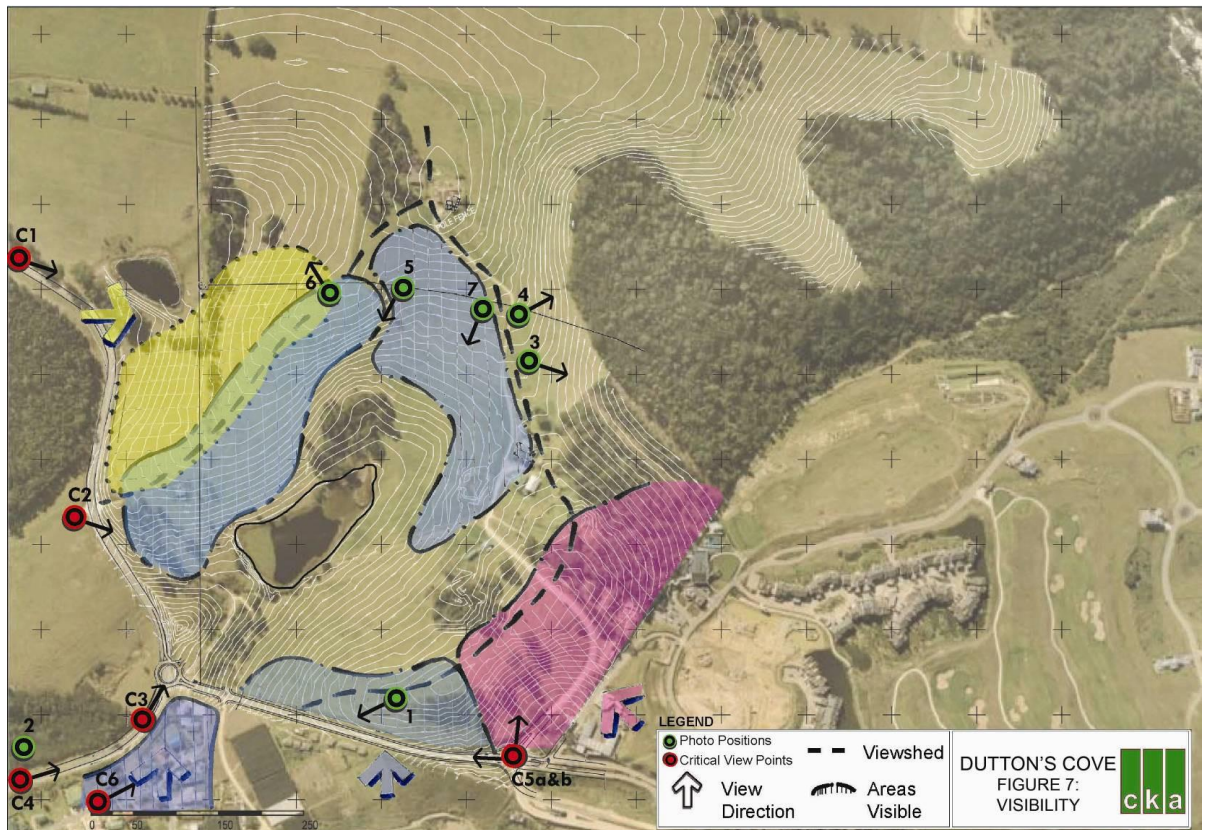 C1
6
5
7
4
3
C2
C3
1
2
C4
C6
C5a&b
0 50 150 250
LEGEND
Photo Positions
Critical View Points
View Direction
Viewshed
Areas Visible
DUTTON'S COVE
FIGURE 7:
VISIBILITY
cka